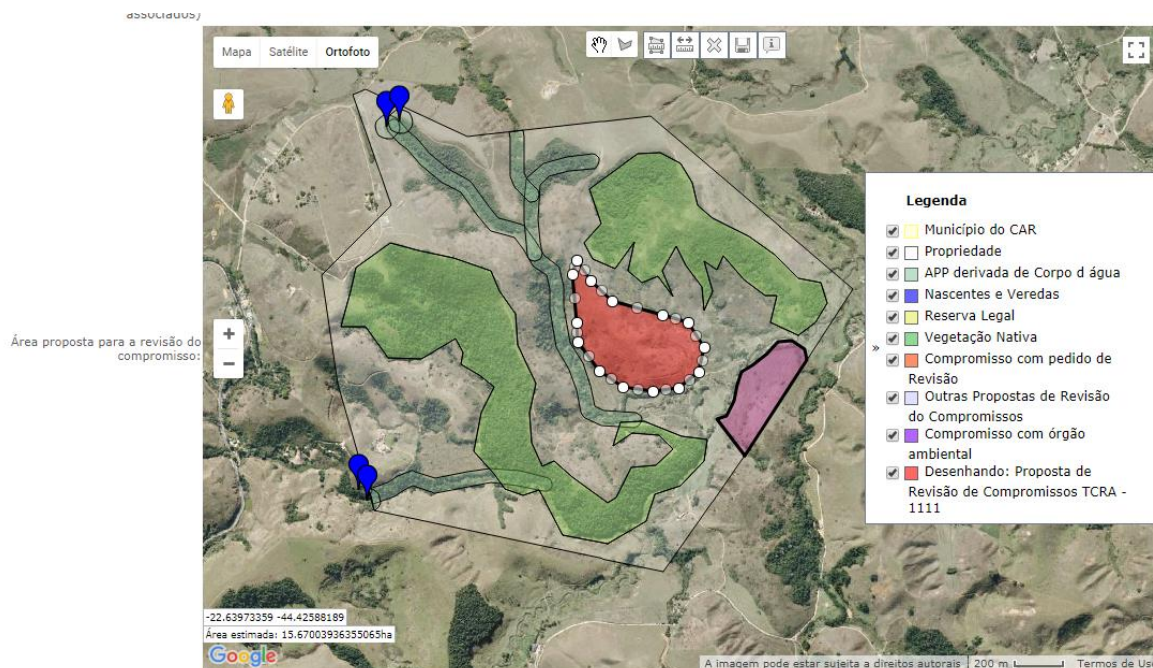 associados)
Mapa
Satélite
Ortofoto
Área proposta para a revisão do
compromisso:
+
−
»
Legenda
Município do CAR
Propriedade
APP derivada de Corpo d água
Nascentes e Veredas
Reserva Legal
Vegetação Nativa
Compromisso com pedido de
Revisão
Outras Propostas de Revisão
do Compromissos
Compromisso com órgão
ambiental
Desenhando: Proposta de
Revisão de Compromissos TCRA -
1111
-22.63973359 -44.42588189
Área estimada: 15.67003936355065ha
Google
A imagem pode estar sujeita a direitos autorais
200 m
Termos de Us